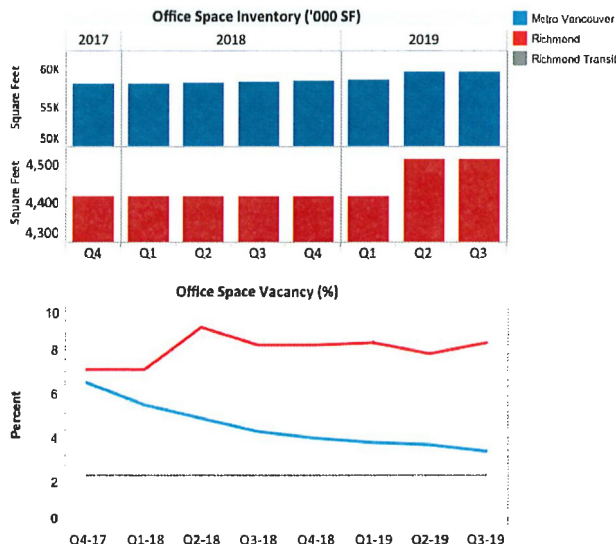 Office Space Inventory ('000 SF)
Metro Vancouver
Richmond
Richmond Transit
2017 2018 2019
Square Feet
60K
55K
50K
Square Feet
4,500
4,400
4,300
Q4 Q1 Q2 Q3 Q4 Q1 Q2 Q3
Office Space Vacancy (%)
Percent
10
8
6
4
2
0
Q4-17 Q1-18 Q2-18 Q3-18 Q4-18 Q1-19 Q2-19 Q3-19